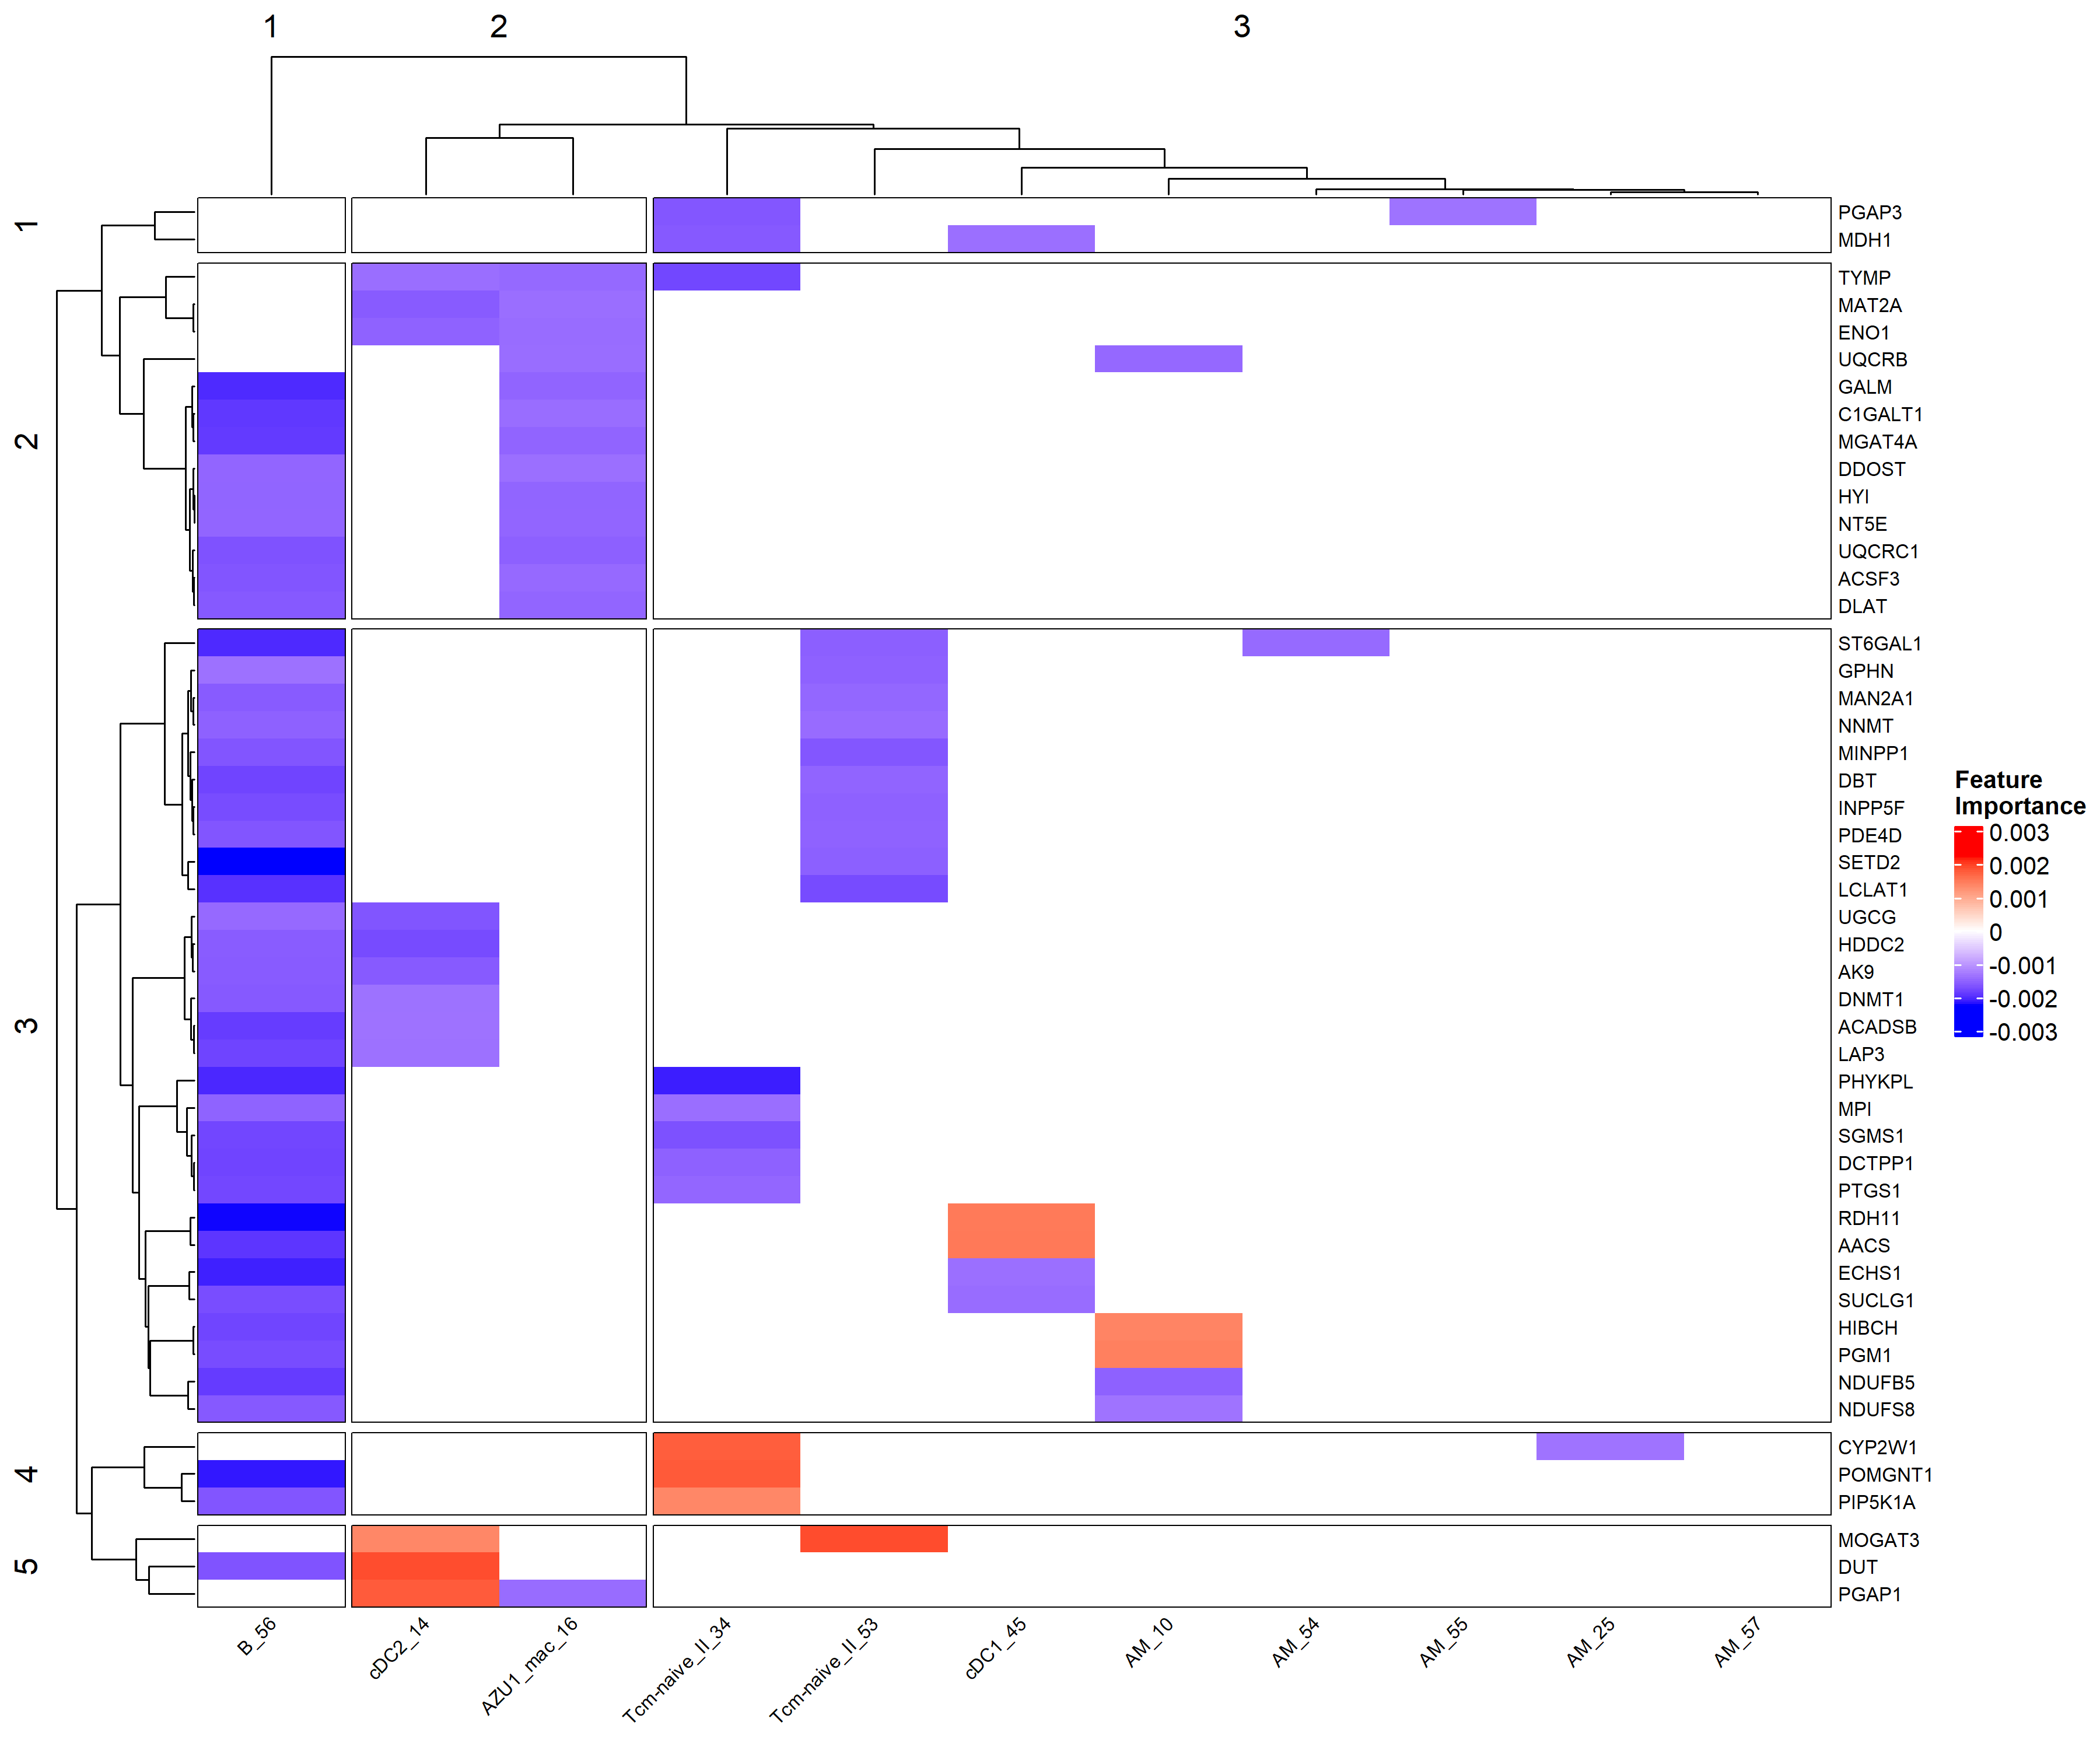 1 2 3
1
2
3
4
5
PGAP3
MDH1
TYMP
MAT2A
ENO1
UQCRB
GALM
C1GALT1
MGAT4A
DDOST
HYI
NT5E
UQCRC1
ACSF3
DLAT
ST6GAL1
GPHN
MAN2A1
NNMT
MINPP1
DBT
INPP5F
PDE4D
SETD2
LCLAT1
UGCG
HDDC2
AK9
DNMT1
ACADSB
LAP3
PHYKPL
MPI
SGMS1
DCTPP1
PTGS1
RDH11
AACS
ECHS1
SUCLG1
HIBCH
PGM1
NDUFB5
NDUFS8
CYP2W1
POMGNT1
PIP5K1A
MOGAT3
DUT
PGAP1
Feature
Importance
0.003
0.002
0.001
0
-0.001
-0.002
-0.003
B_56
cDC2_14
AZU1_mac_16
Tcm-naive_II_34
Tcm-naive_II_53
cDC1_45
AM_10
AM_54
AM_55
AM_25
AM_57